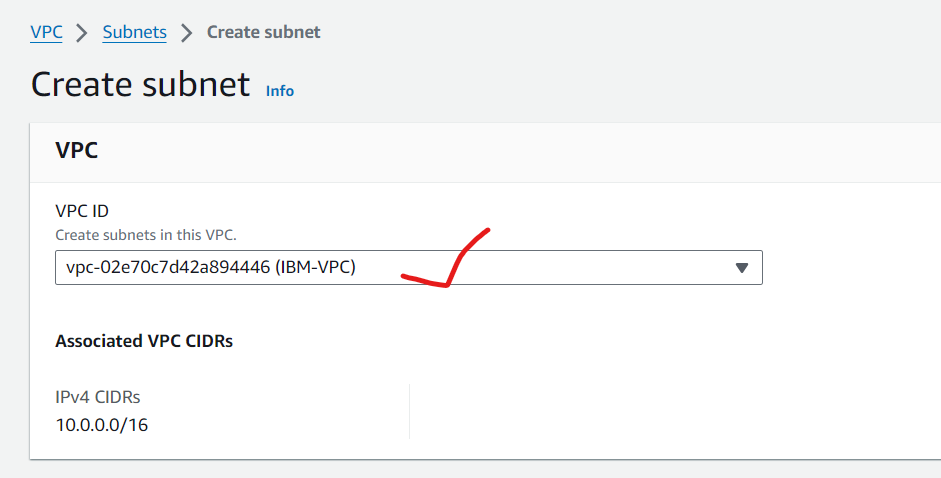 VPC > Subnets > Create subnet
Create subnet Info
VPC
VPC ID
Create subnets in this VPC.
vpc-02e70c7d42a894446 (IBM-VPC)
Associated VPC CIDRs
IPv4 CIDRs
10.0.0.0/16